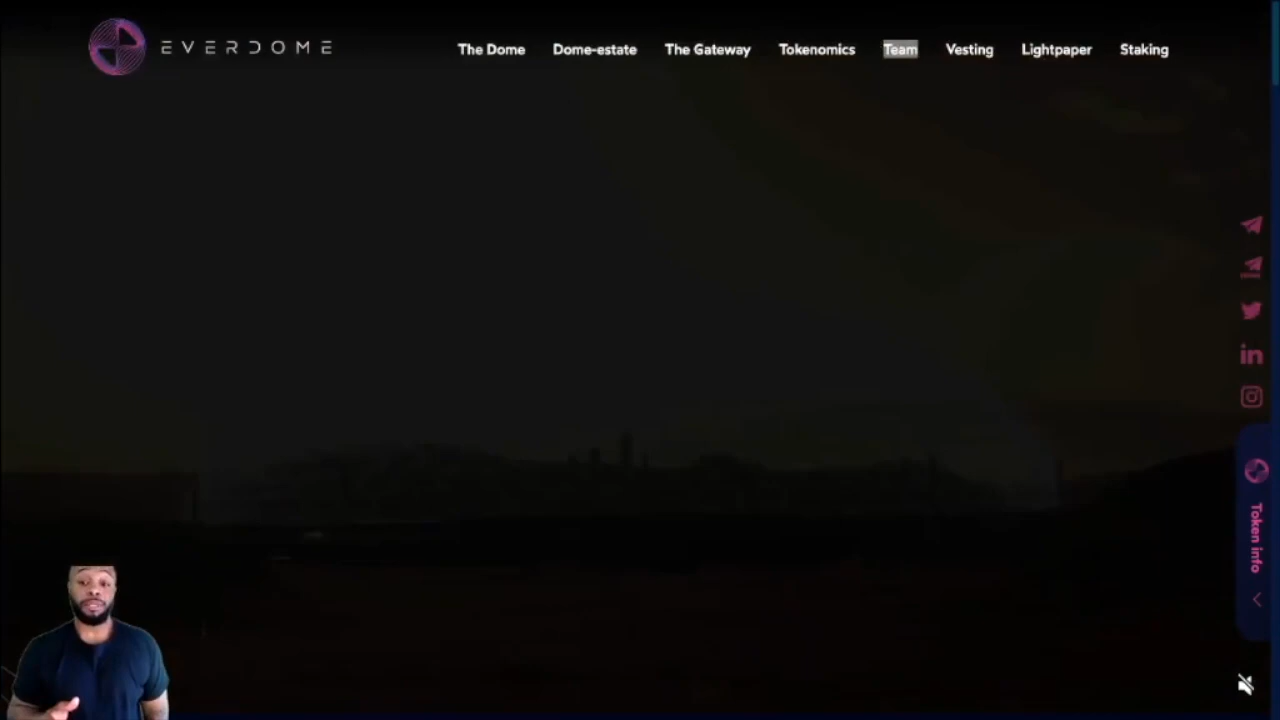 EVERDOME
The Dome Dome-estate The Gateway Tokenomics Team Vesting Lightpaper Staking
Token info